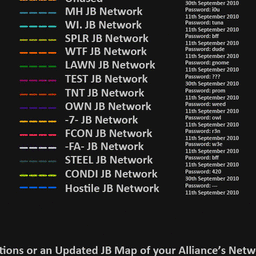 30th September 2010
MH JB Network
Password: i0u
11th September 2010
WI. JB Network
Password: tuna
11th September 2010
SPLR JB Network
Password: bff
11th September 2010
WTF JB Network
Password: dude
11th September 2010
LAWN JB Network
Password: gnome
11th September 2010
TEST JB Network
Password: ???
30th September 2010
TNT JB Network
Password: prom
11th September 2010
OWN JB Network
Password: weed
11th September 2010
-7- JB Network
Password: owl
11th September 2010
FCON JB Network
Password: r3n
11th September 2010
-FA- JB Network
Password: w3e
11th September 2010
STEEL JB Network
Password: bff
11th September 2010
CONDI JB Network
Password: 420
30th September 2010
Hostile JB Network
Password: ---
11th September 2010
tions or an Updated JB Map of your Alliance's Netw